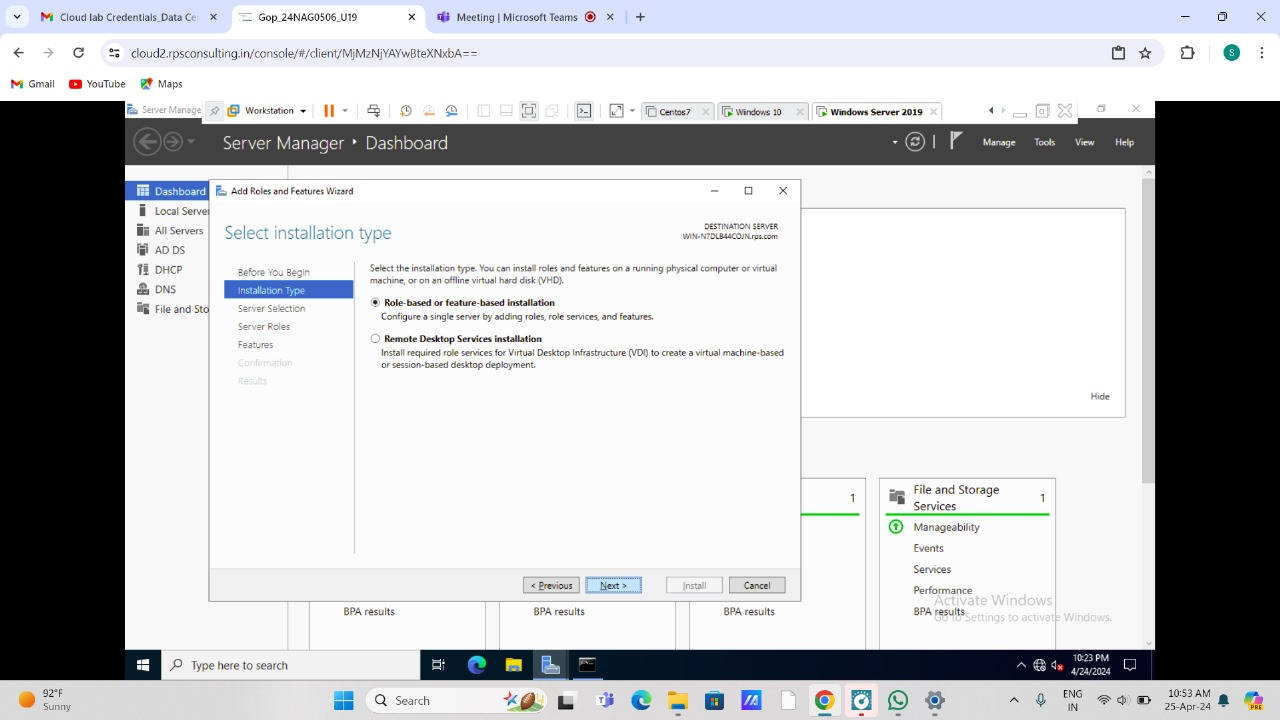 Cloud lab Credentials_Data Cen
Gop_24NAG0506_U19
Meeting | Microsoft Teams
cloud2.rpsconsulting.in/console/#/client/MjMzNjYAYwBteXNxbA==
S
Gmail
YouTube
Maps
Server Manage
Workstation
Centos7
Windows 10
Windows Server 2019
Server Manager
Dashboard
Manage
Tools
View
Help
Dashboard
Local Server
All Servers
AD DS
DHCP
DNS
File and Sto
Add Roles and Features Wizard
Select installation type
DESTINATION SERVER
WIN-N7DLB44COJN.rps.com
Before You Begin
Installation Type
Server Selection
Server Roles
Features
Confirmation
Results
Select the installation type. You can install roles and features on a running physical computer or virtual
machine, or on an offline virtual hard disk (VHD).
Role-based or feature-based installation
Configure a single server by adding roles, role services, and features.
Remote Desktop Services installation
Install required role services for Virtual Desktop Infrastructure (VDI) to create a virtual machine-based
or session-based desktop deployment.
< Previous
Next >
Install
Cancel
Hide
1
File and Storage
Services
1
Manageability
Events
Services
Performance
BPA results
BPA results
BPA results
BPA results
Activate Windows
Go to Settings to activate Windows.
Type here to search
10:23 PM
4/24/2024
92°F
Sunny
Search
ENG
IN
10:53 AM
25-Apr-24
PRE